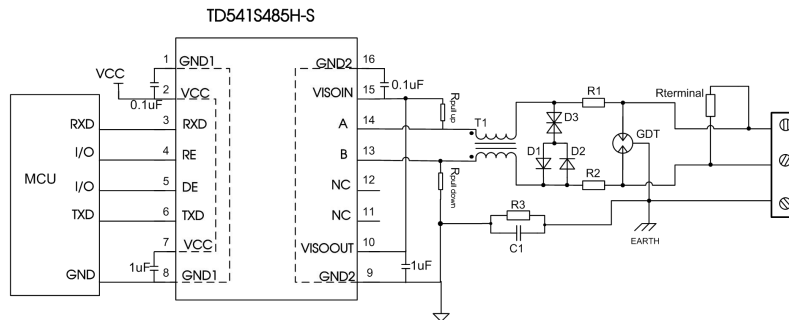 TD541S485H-S
1 GND1
GND2 16
VCC
0.1uF
2 VCC
VISOIN 15
0.1uF
Rpull up
RXD 3 RXD
A 14
T1
D3
R1
Rterminal
GDT
MCU
I/O 4 RE
B 13
D1
D2
R2
I/O 5 DE
NC 12
Rpull down
TXD 6 TXD
NC 11
R3
C1
EARTH
7 VCC
VISOOUT 10
1uF
1uF
GND 8 GND1
GND2 9